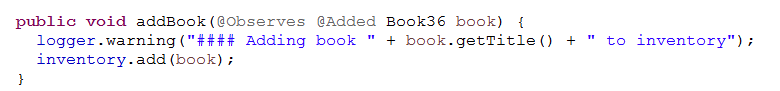 public void addBook(@Observes @Added Book36 book) {
  logger.warning("#### Adding book " + book.getTitle() + " to inventory");
  inventory.add(book);
}